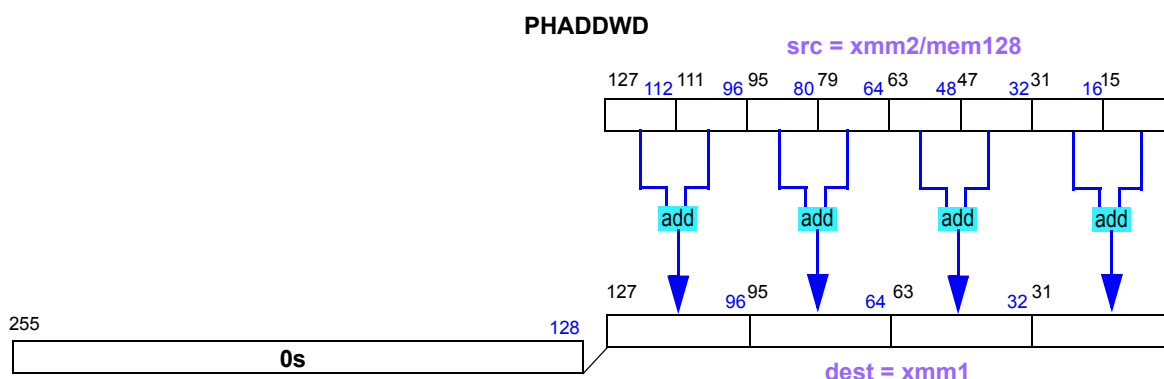 PHADDWD
src = xmm2/mem128
127 112 111 96 95 80 79 64 63 48 47 32 31 16 15
add add add add
127 96 95 64 63 32 31
255 128
0s
dest = xmm1